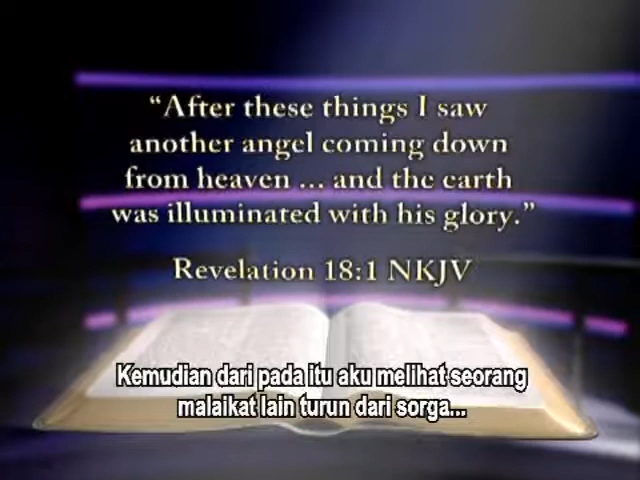 “After these things I saw
another angel coming down
from heaven ... and the earth
was illuminated with his glory.”
Revelation 18:1 NKJV
Kemudian dari pada itu aku melihat seorang
malaikat lain turun dari sorga...